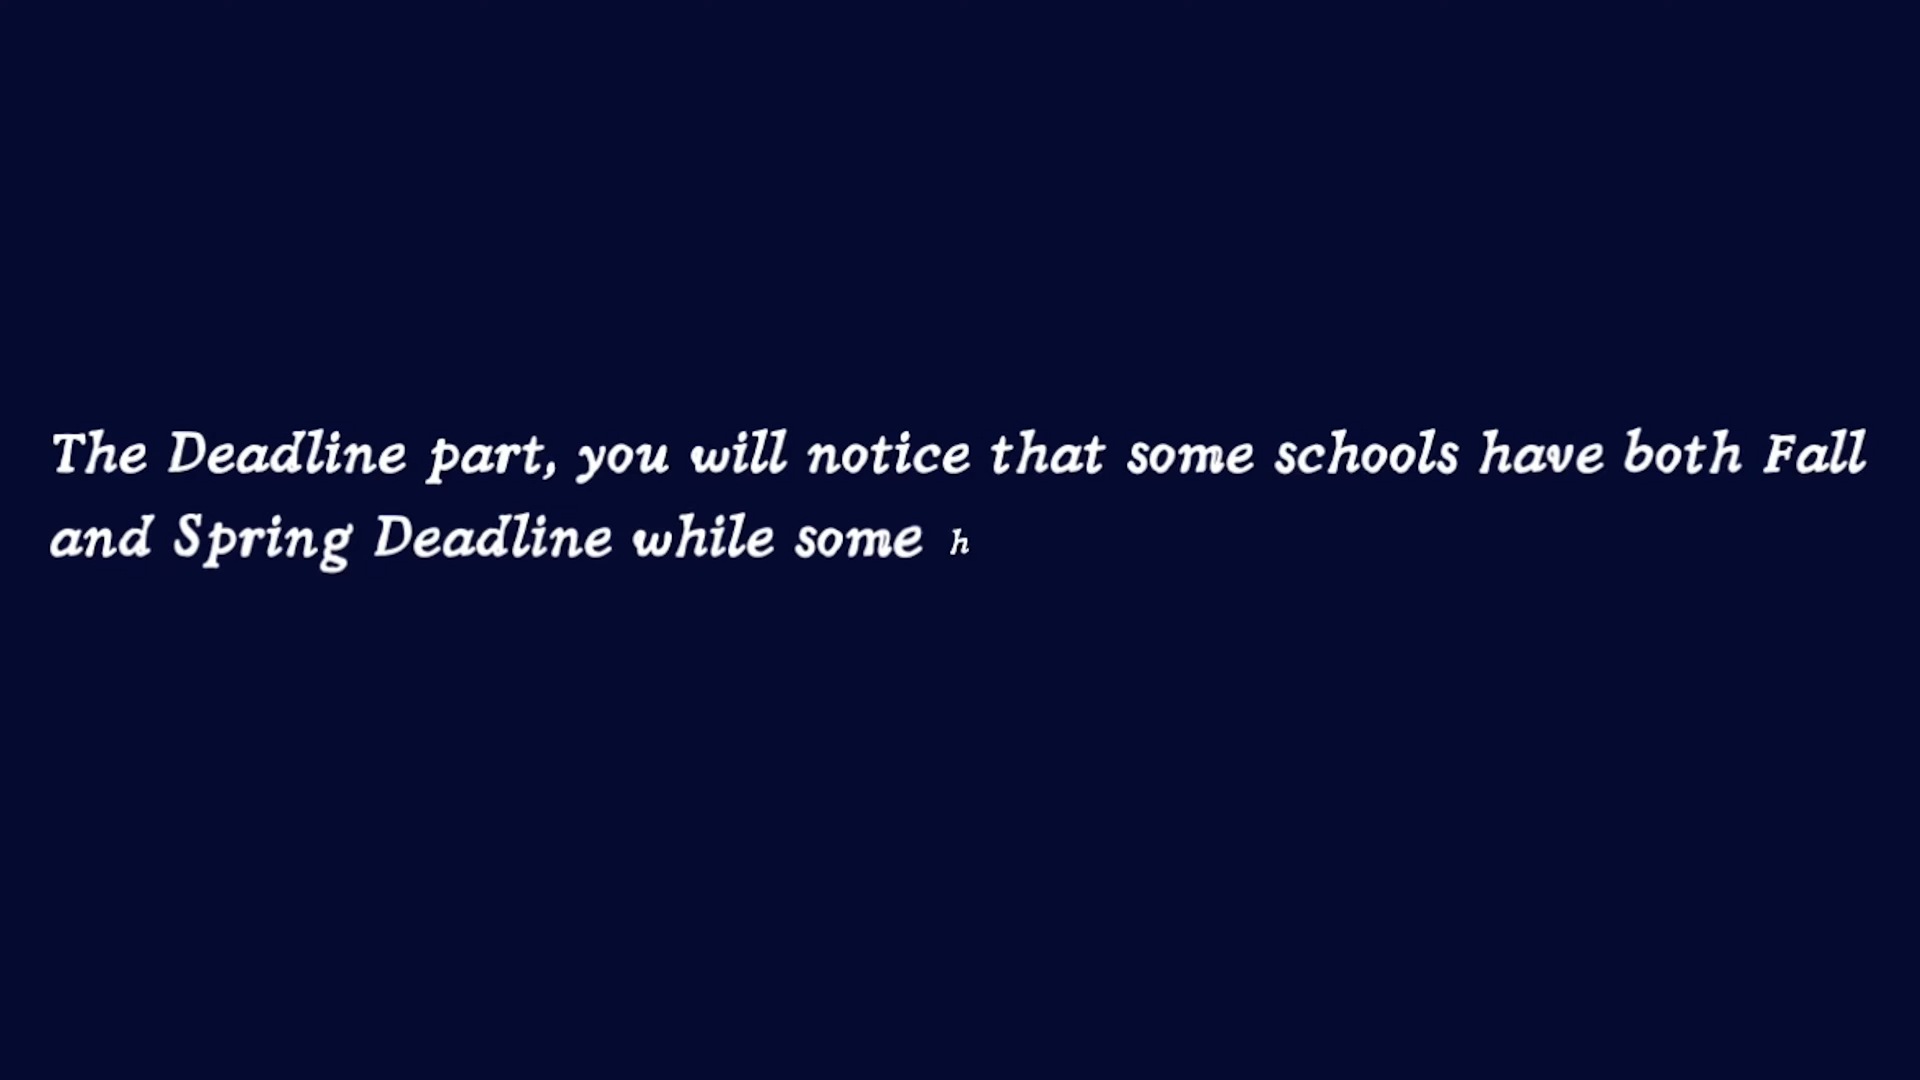 The Deadline part, you will notice that some schools have both Fall
and Spring Deadline while some h